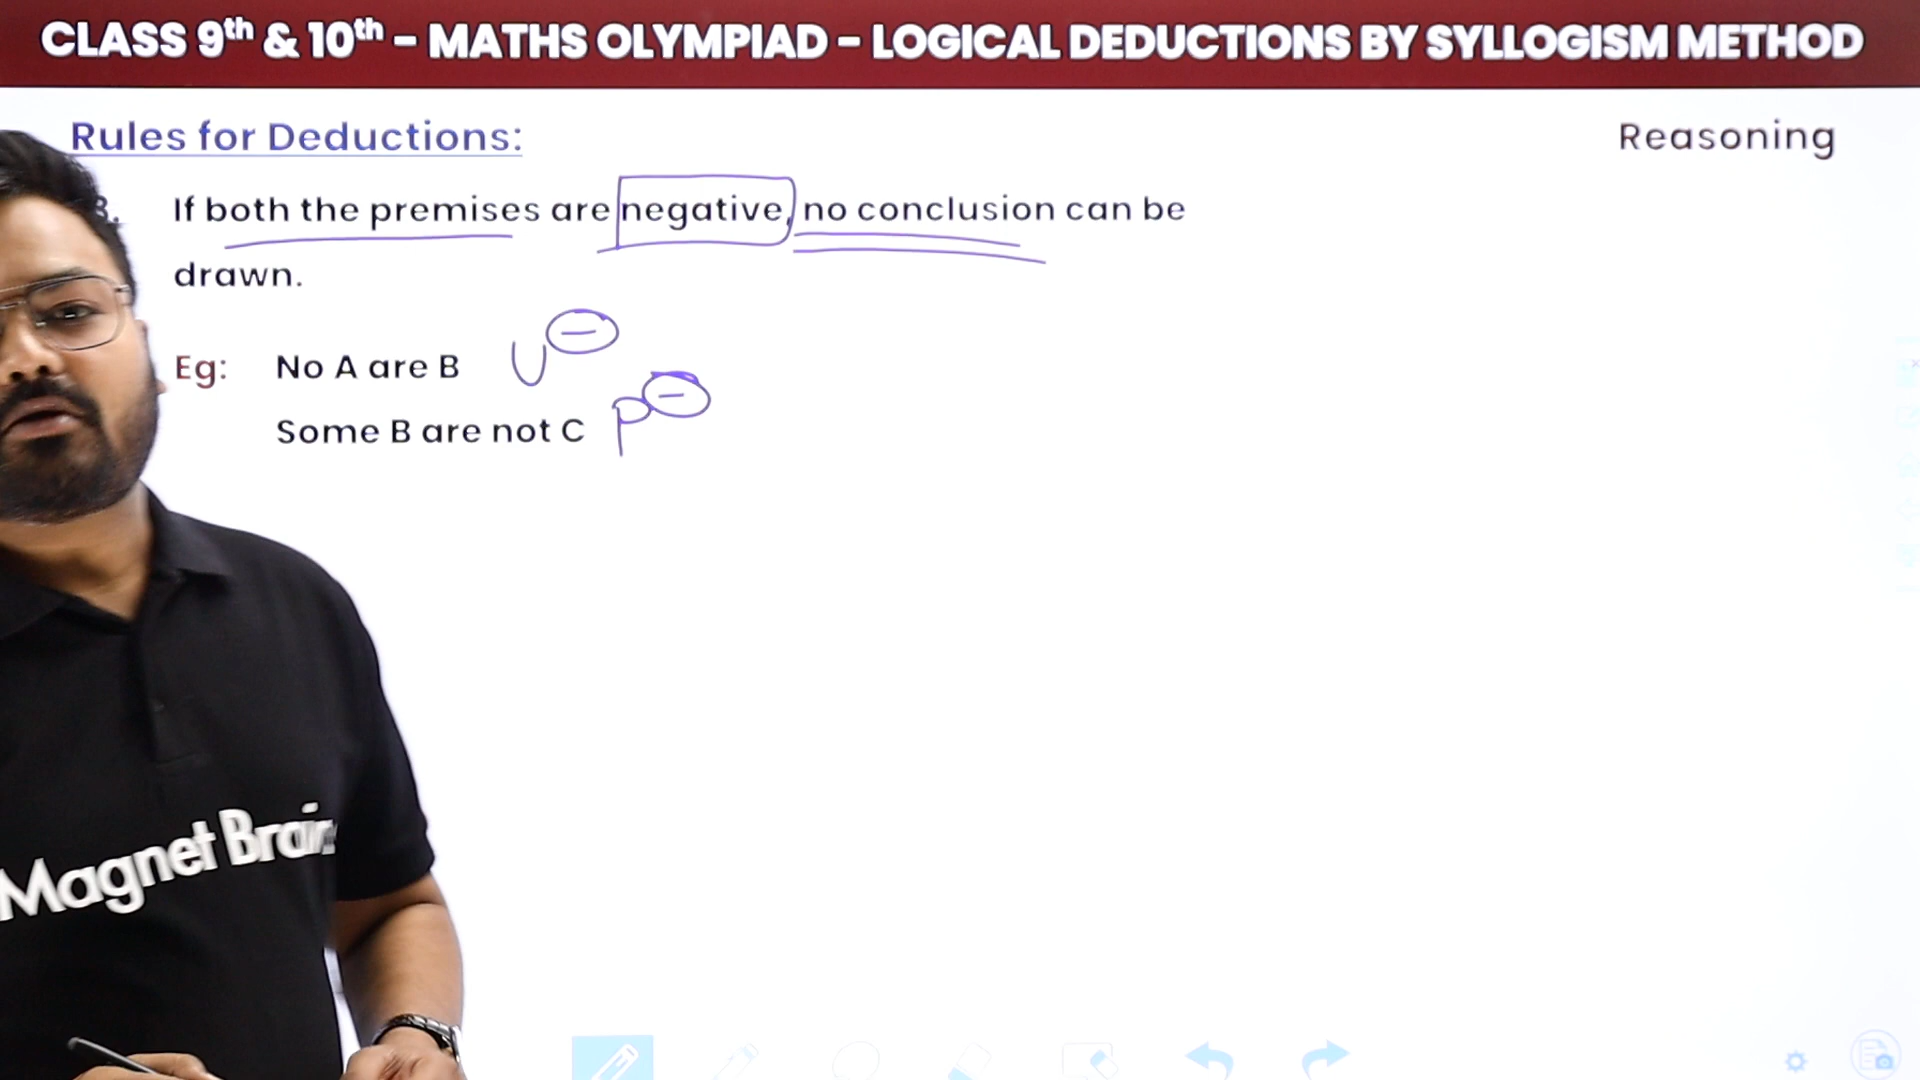 CLASS 9th & 10th - MATHS OLYMPIAD - LOGICAL DEDUCTIONS BY SYLLOGISM METHOD
Rules for Deductions:
Reasoning
3. If both the premises are negative, no conclusion can be
drawn.
Eg: No A are B U⊖
Some B are not C P⊖
Magnet Brain